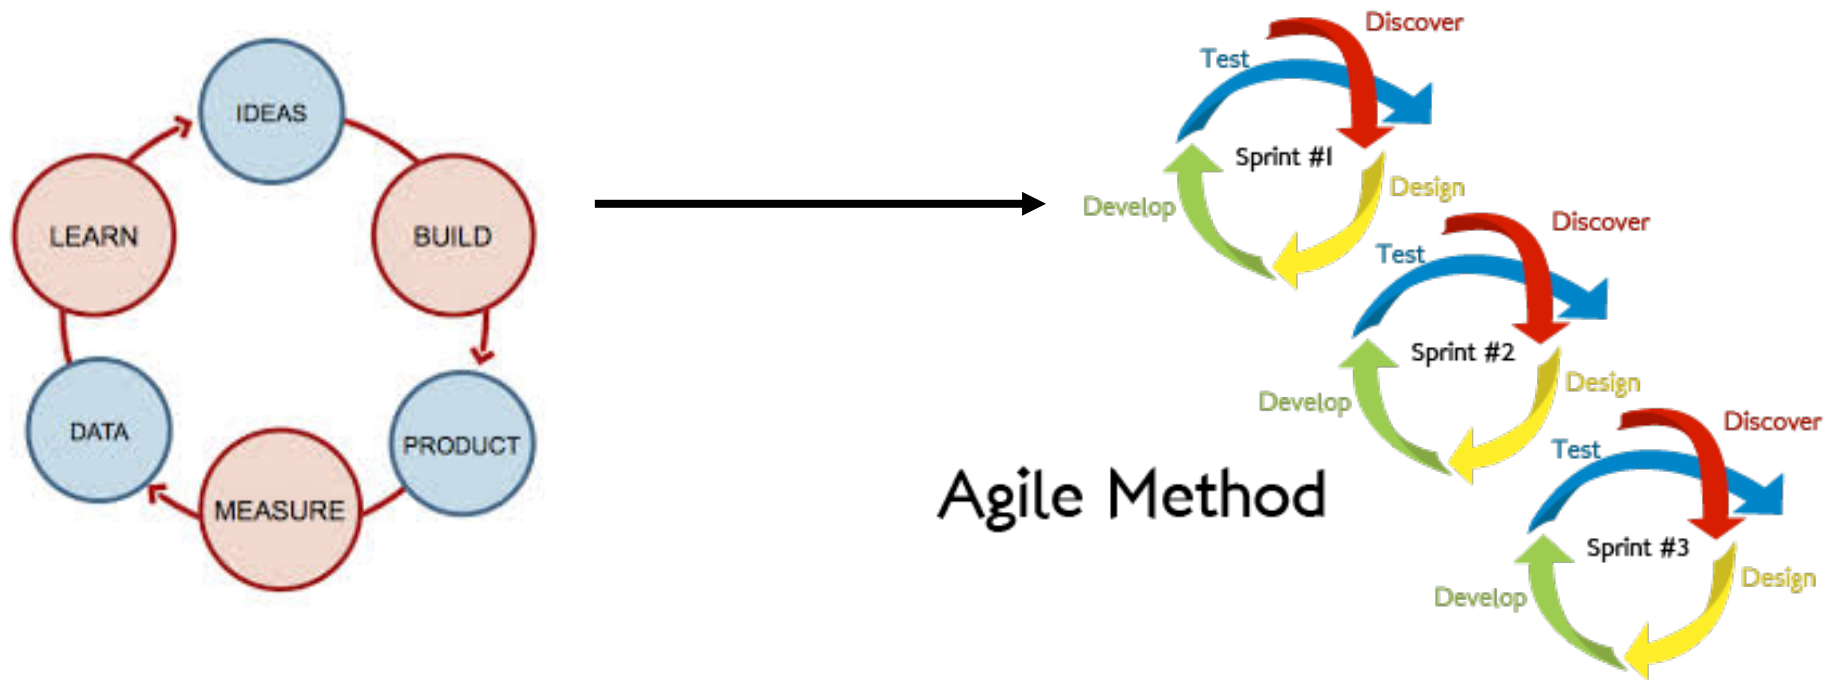 IDEAS
BUILD
PRODUCT
MEASURE
DATA
LEARN
Agile Method
Discover
Test
Sprint #1
Design
Develop
Discover
Test
Sprint #2
Design
Develop
Discover
Test
Sprint #3
Design
Develop